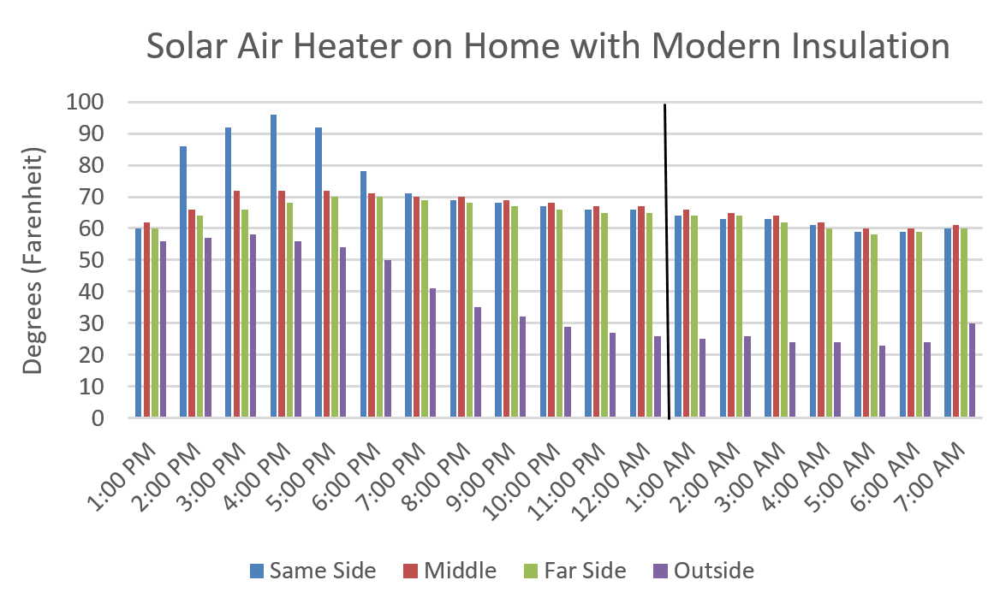 Solar Air Heater on Home with Modern Insulation
Degrees (Farenheit)
100
90
80
70
60
50
40
30
20
10
0
1:00 PM
2:00 PM
3:00 PM
4:00 PM
5:00 PM
6:00 PM
7:00 PM
8:00 PM
9:00 PM
10:00 PM
11:00 PM
12:00 AM
1:00 AM
2:00 AM
3:00 AM
4:00 AM
5:00 AM
6:00 AM
7:00 AM
Same Side
Middle
Far Side
Outside